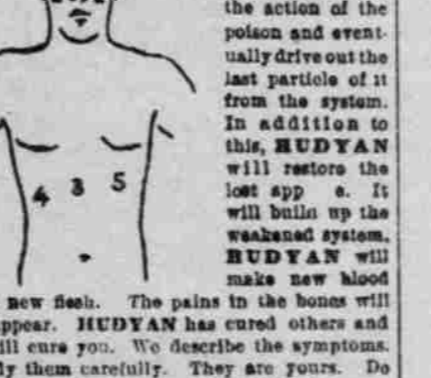 the action of the
poison and event-
ually drive out the
last particle of it
from the system.
In addition to
this, HUDYAN
will restore the
lost app e. It
will build up the
weakened system.
HUDYAN will
make new blood
4 3 5
new flesh. The pains in the bones will
ppear. HUDYAN has cured others and
ill cure you. We describe the symptoms.
ly them carefully. They are yours. Do